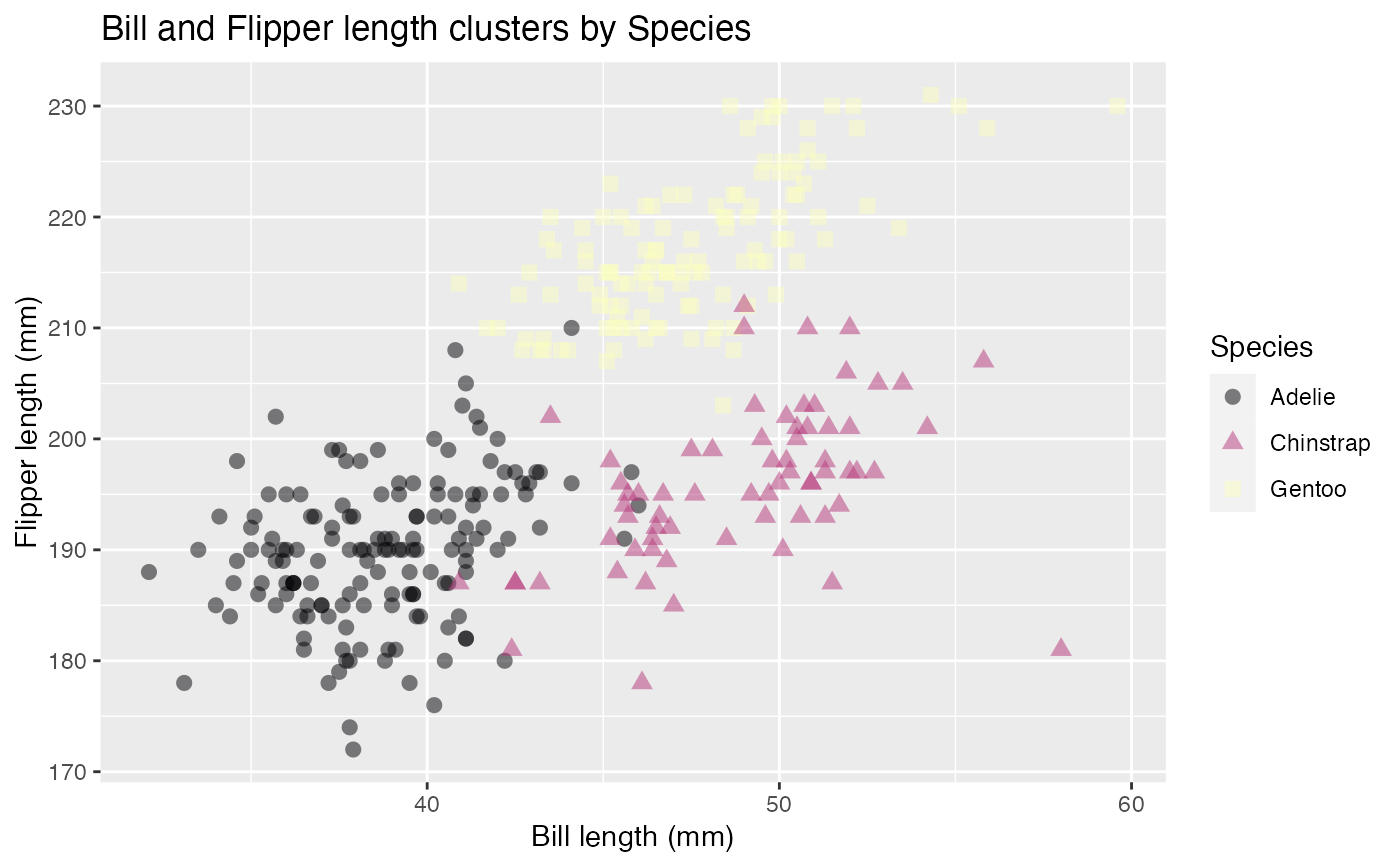 Bill and Flipper length clusters by Species
230
220
210
200
190
180
170
Flipper length (mm)
40
50
60
Bill length (mm)
Species
Adelie
Chinstrap
Gentoo